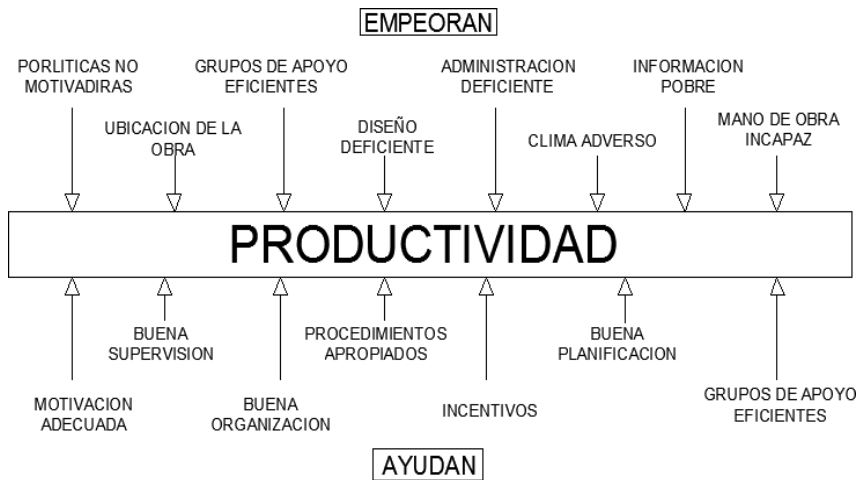 EMPEORAN
PORLITICAS NO
MOTIVADIRAS
GRUPOS DE APOYO
EFICIENTES
ADMINISTRACION
DEFICIENTE
INFORMACION
POBRE
UBICACION DE LA
OBRA
DISEÑO
DEFICIENTE
CLIMA ADVERSO
MANO DE OBRA
INCAPAZ
PRODUCTIVIDAD
BUENA
SUPERVISION
PROCEDIMIENTOS
APROPIADOS
BUENA
PLANIFICACION
MOTIVACION
ADECUADA
BUENA
ORGANIZACION
INCENTIVOS
GRUPOS DE APOYO
EFICIENTES
AYUDAN